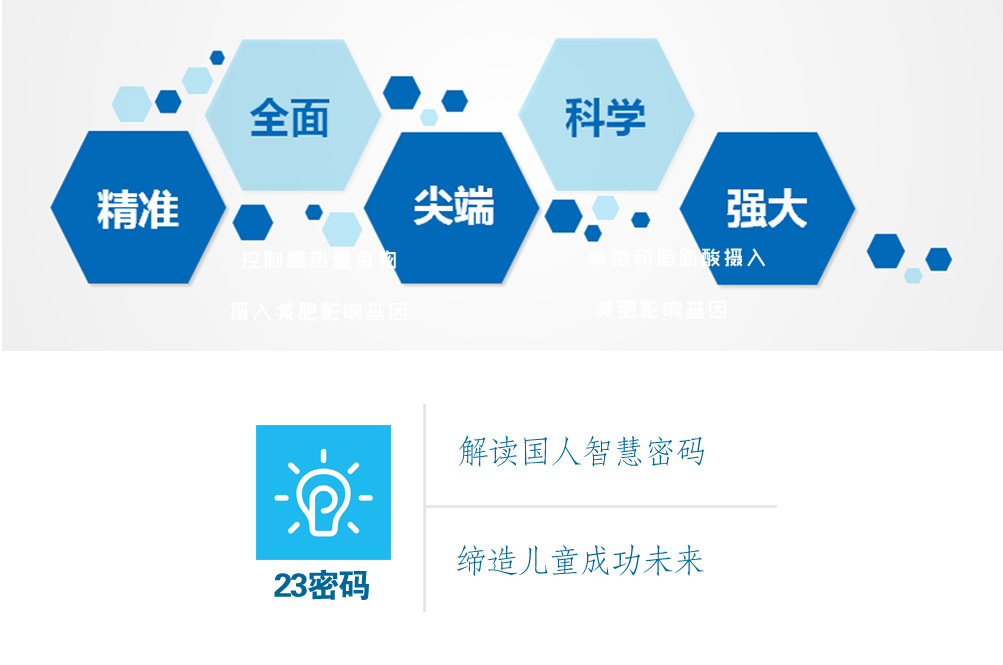 全面
科学
精准
尖端
强大
控制高热量食物
单饱和脂肪酸摄入
摄入减肥影响基因
减肥影响基因
解读国人智慧密码
缔造儿童成功未来
23密码